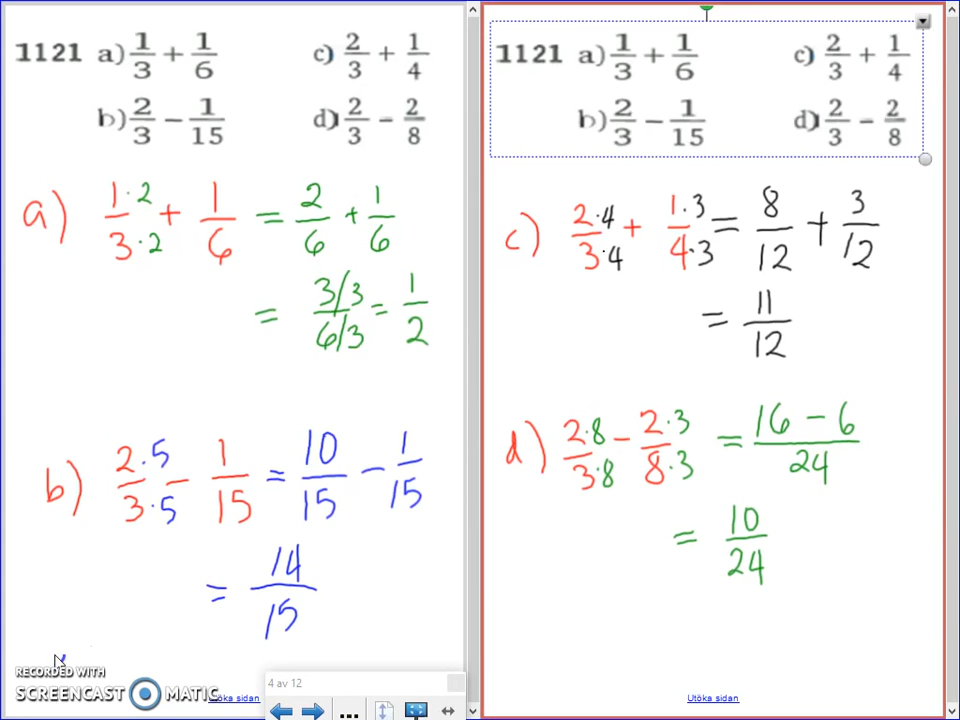 1121 a) 1/3 + 1/6 c) 2/3 + 1/4
b) 2/3 − 1/15 d) 2/3 − 2/8
a) 1·2/3·2 + 1/6 = 2/6 + 1/6
= 3/3 / 6/3 = 1/2
b) 2·5/3·5 − 1/15 = 10/15 − 1/15
= 14/15
RECORDED WITH
SCREENCAST MATIC
Utöka sidan
4 av 12
...
1121 a) 1/3 + 1/6 c) 2/3 + 1/4
b) 2/3 − 1/15 d) 2/3 − 2/8
c) 2·4/3·4 + 1·3/4·3 = 8/12 + 3/12
= 11/12
d) 2·8/3·8 − 2·3/8·3 = 16 − 6/24
= 10/24
Utöka sidan